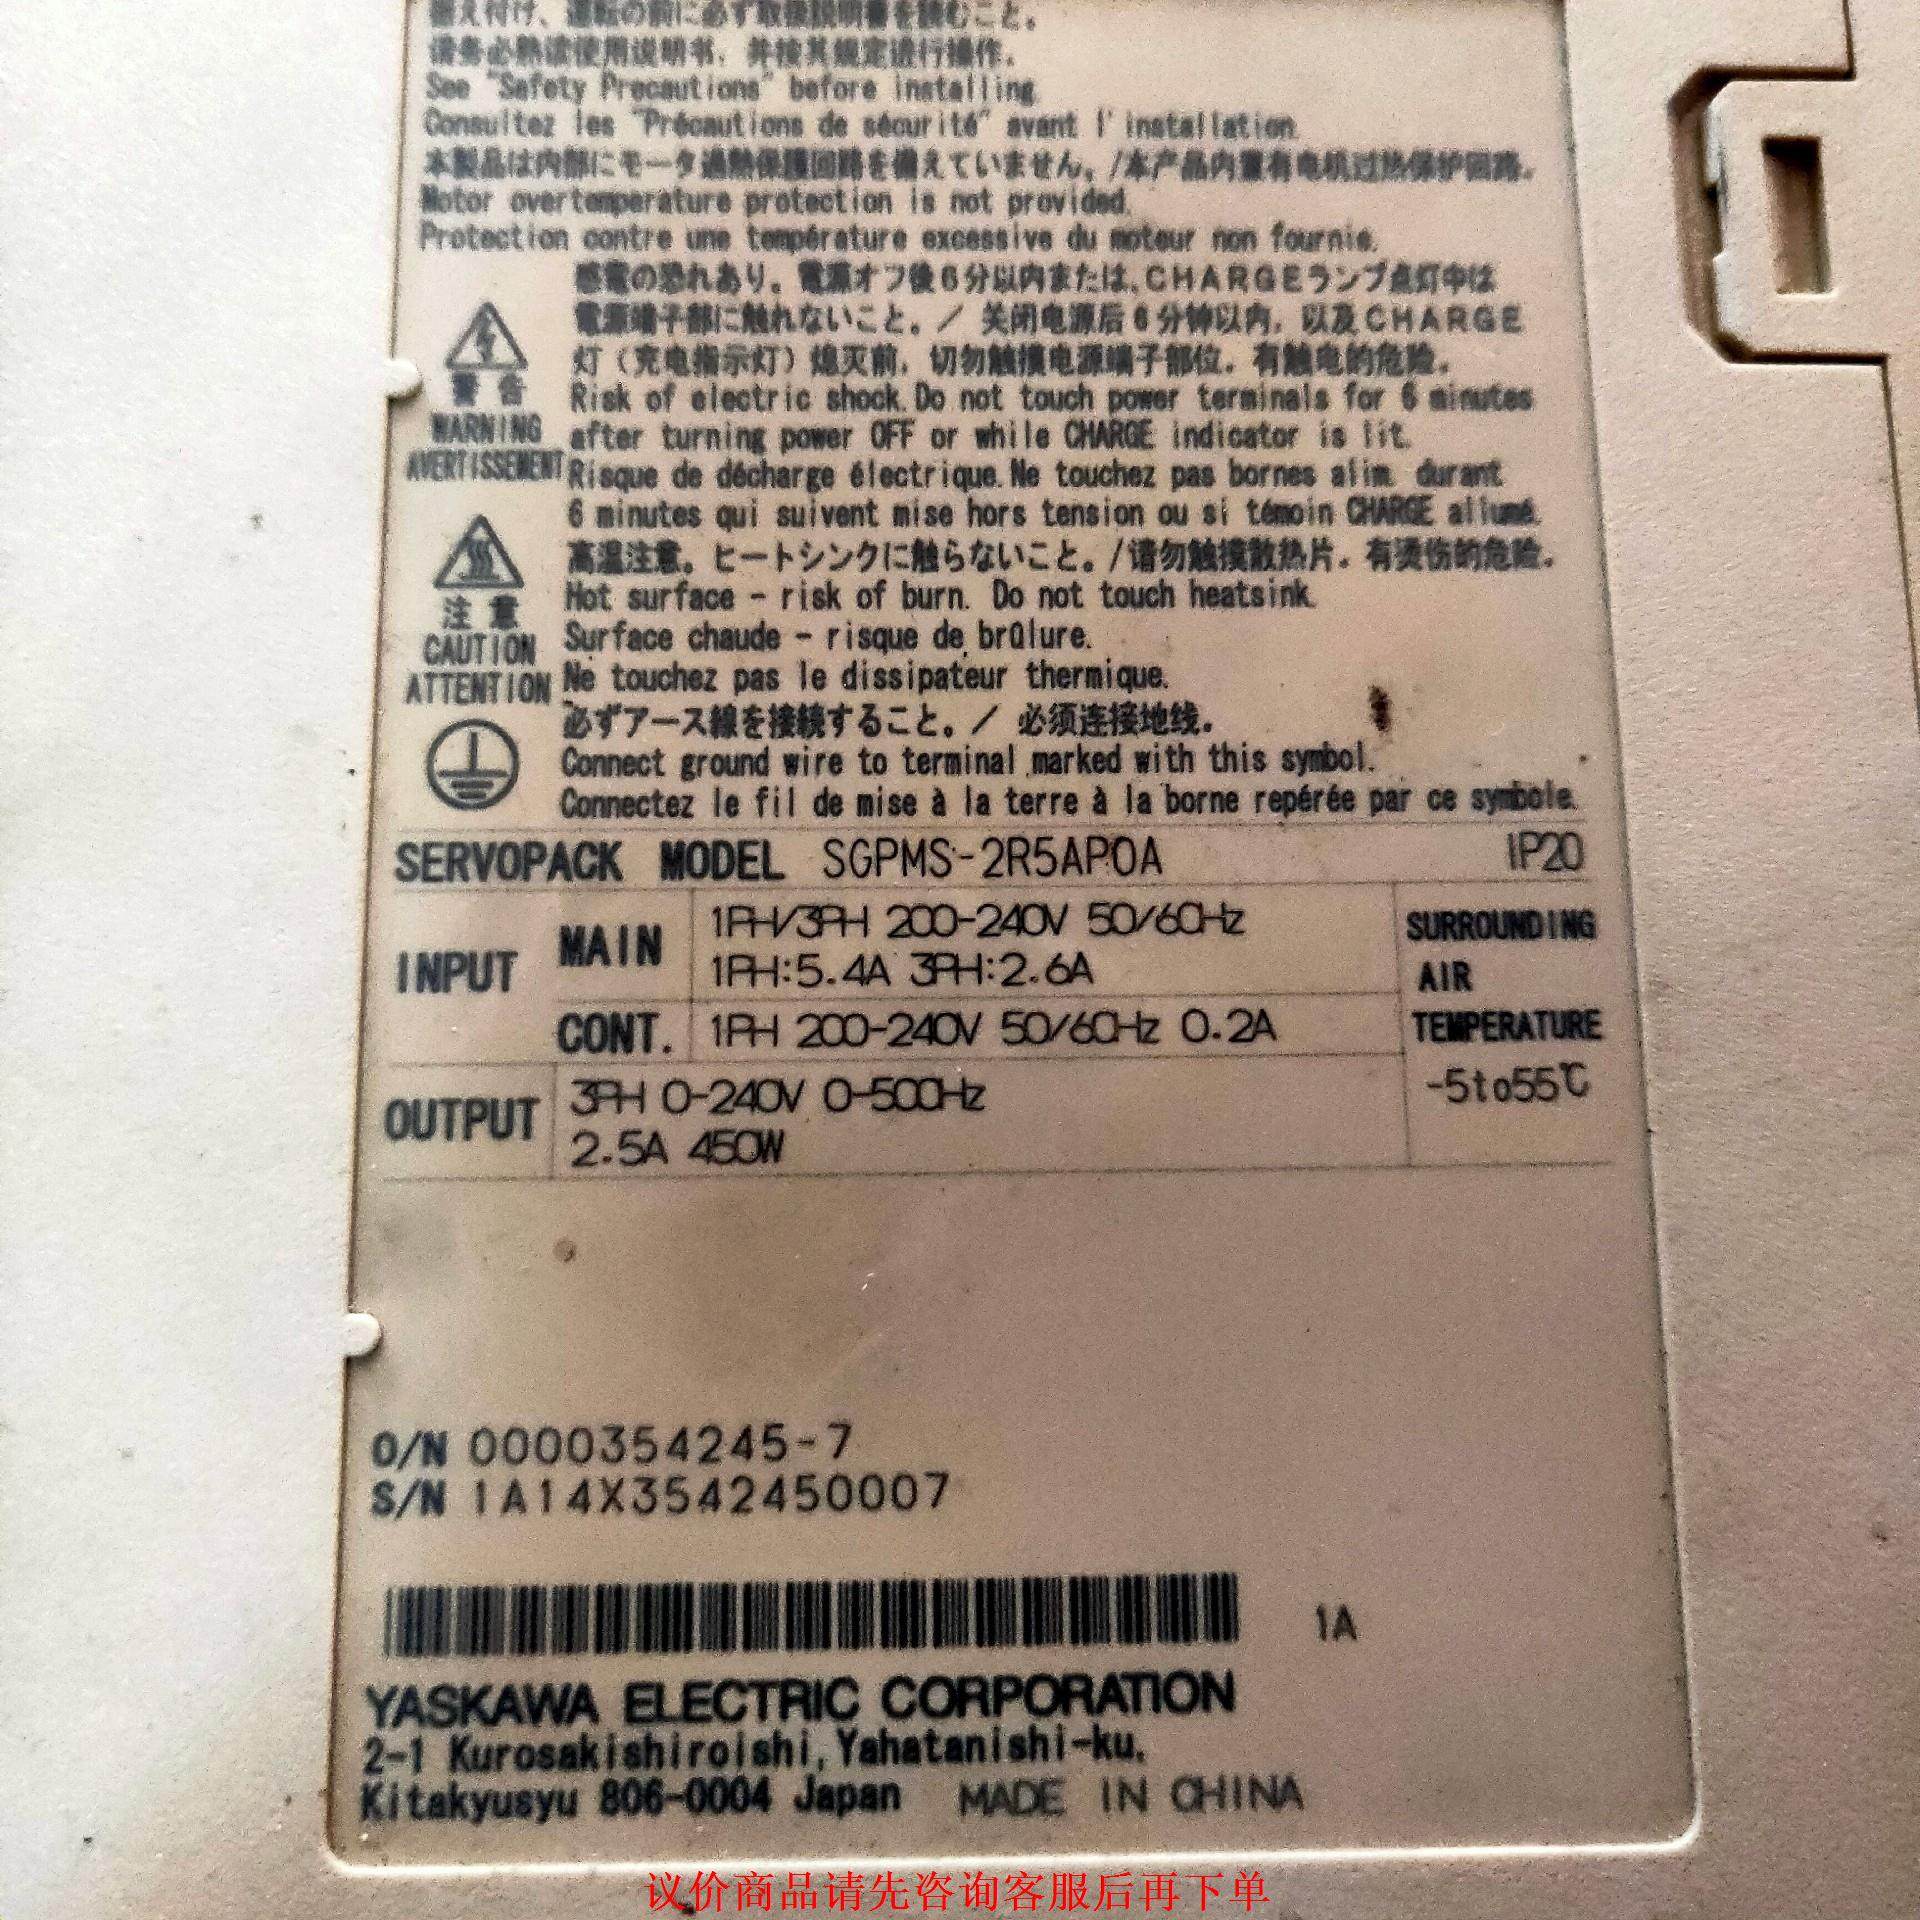 備え付け、運転の前に必ず取扱説明書を読むこと。
请务必熟读使用说明书，并按其规定进行操作。
See "Safety Precautions" before installing.
Consultez les "Précautions de sécurité" avant l'installation.
本製品は内部にモータ過熱保護回路を備えていません。/本产品内置有电机过热保护回路。
Motor overtemperature protection is not provided.
Protection contre une température excessive du moteur non fournie.
感電の恐れあり。電源オフ後6分以内または、CHARGEランプ点灯中は
電源端子部に触れないこと。/ 关闭电源后6分钟以内，以及CHARGE
灯（充电指示灯）熄灭前，切勿触摸电源端子部位。有触电的危险。
警告
WARNING
AVERTISSEMENT
Risk of electric shock. Do not touch power terminals for 6 minutes
after turning power OFF or while CHARGE indicator is lit.
Risque de décharge électrique. Ne touchez pas bornes alim. durant
6 minutes qui suivent mise hors tension ou si témoin CHARGE allumé.
高温注意。ヒートシンクに触らないこと。/请勿触摸散热片。有烫伤的危险。
注意
CAUTION
ATTENTION
Hot surface - risk of burn. Do not touch heatsink.
Surface chaude - risque de brûlure.
Ne touchez pas le dissipateur thermique.
必ずアース線を接続すること。/ 必须连接地线。
Connect ground wire to terminal marked with this symbol.
Connectez le fil de mise à la terre à la borne repérée par ce symbole.
SERVOPACK MODEL SGPMS-2R5AP0A IP20
INPUT MAIN 1PH/3PH 200-240V 50/60Hz
1PH:5.4A 3PH:2.6A
CONT. 1PH 200-240V 50/60Hz 0.2A
SURROUNDING
AIR
TEMPERATURE
-5to55℃
OUTPUT 3PH 0-240V 0-500Hz
2.5A 450W
O/N 0000354245-7
S/N 1A14X3542450007
1A
YASKAWA ELECTRIC CORPORATION
2-1 Kurosakishiroishi, Yahatanishi-ku,
Kitakyusyu 806-0004 Japan MADE IN CHINA
议价商品请先咨询客服后再下单